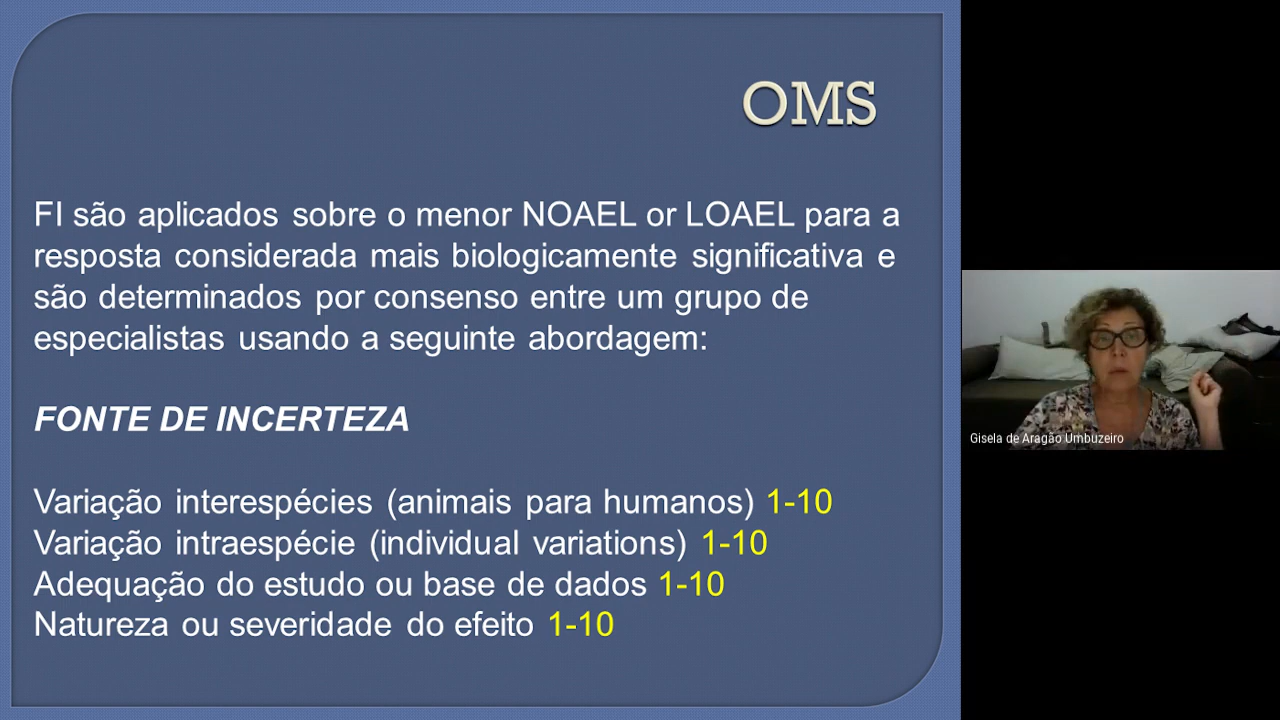 OMS
FI são aplicados sobre o menor NOAEL or LOAEL para a
resposta considerada mais biologicamente significativa e
são determinados por consenso entre um grupo de
especialistas usando a seguinte abordagem:
FONTE DE INCERTEZA
Variação interespécies (animais para humanos) 1-10
Variação intraespécie (individual variations) 1-10
Adequação do estudo ou base de dados 1-10
Natureza ou severidade do efeito 1-10
Gisela de Aragão Umbuzeiro